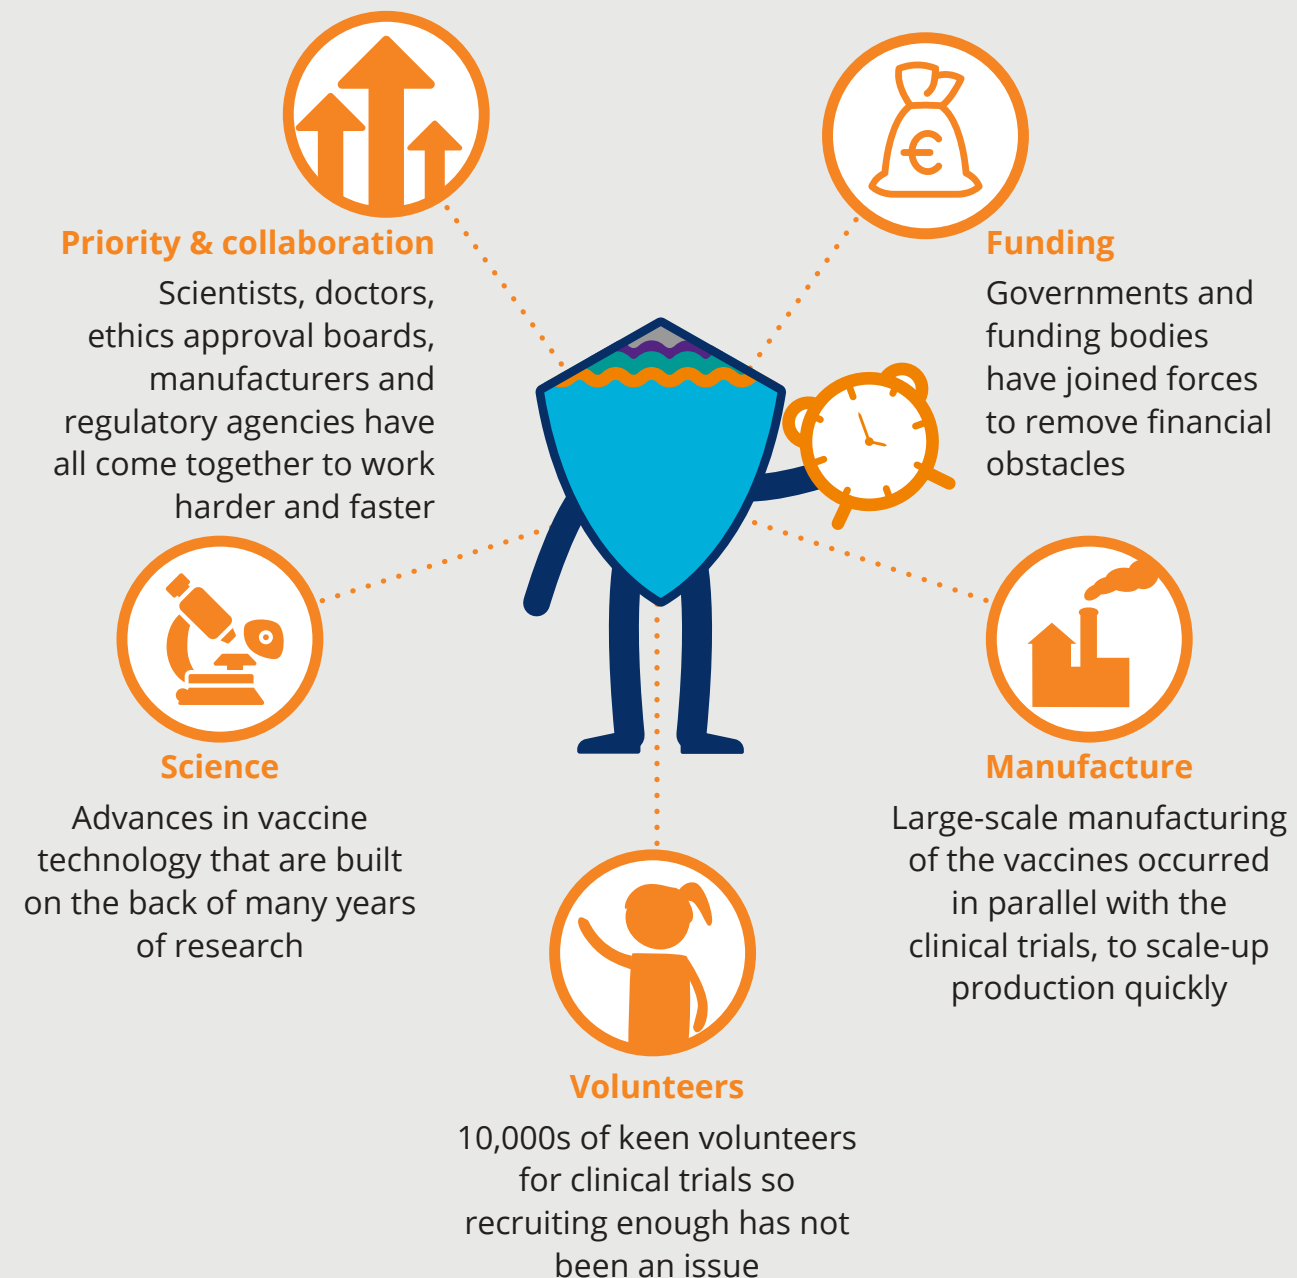 Priority & collaboration
Scientists, doctors,
ethics approval boards,
manufacturers and
regulatory agencies have
all come together to work
harder and faster
€
Funding
Governments and
funding bodies
have joined forces
to remove financial
obstacles
Science
Advances in vaccine
technology that are built
on the back of many years
of research
Manufacture
Large-scale manufacturing
of the vaccines occurred
in parallel with the
clinical trials, to scale-up
production quickly
Volunteers
10,000s of keen volunteers
for clinical trials so
recruiting enough has not
been an issue